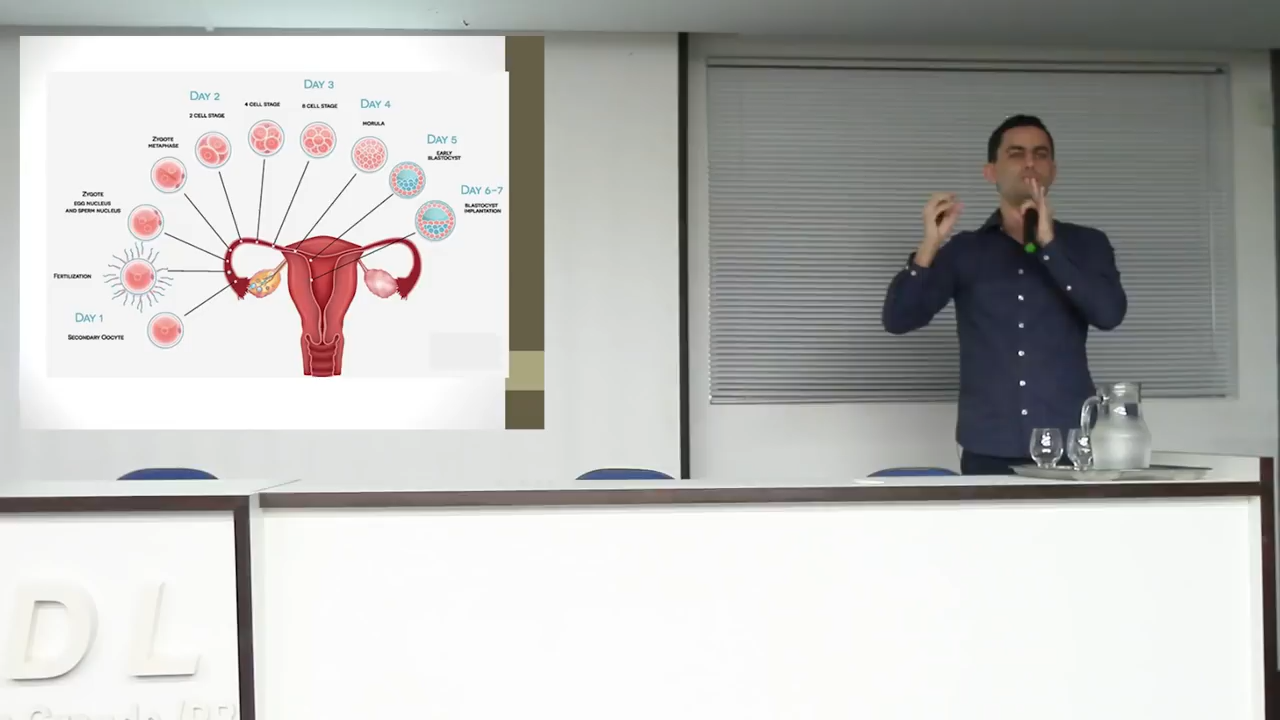 DAY 3
DAY 2
4 CELL STAGE
8 CELL STAGE
DAY 4
2 CELL STAGE
MORULA
ZYGOTE
METAPHASE
DAY 5
EARLY
BLASTOCYST
ZYGOTE
EGG NUCLEUS
AND SPERM NUCLEUS
DAY 6-7
BLASTOCYST
IMPLANTATION
FERTILIZATION
DAY 1
SECONDARY OOCYTE
D L